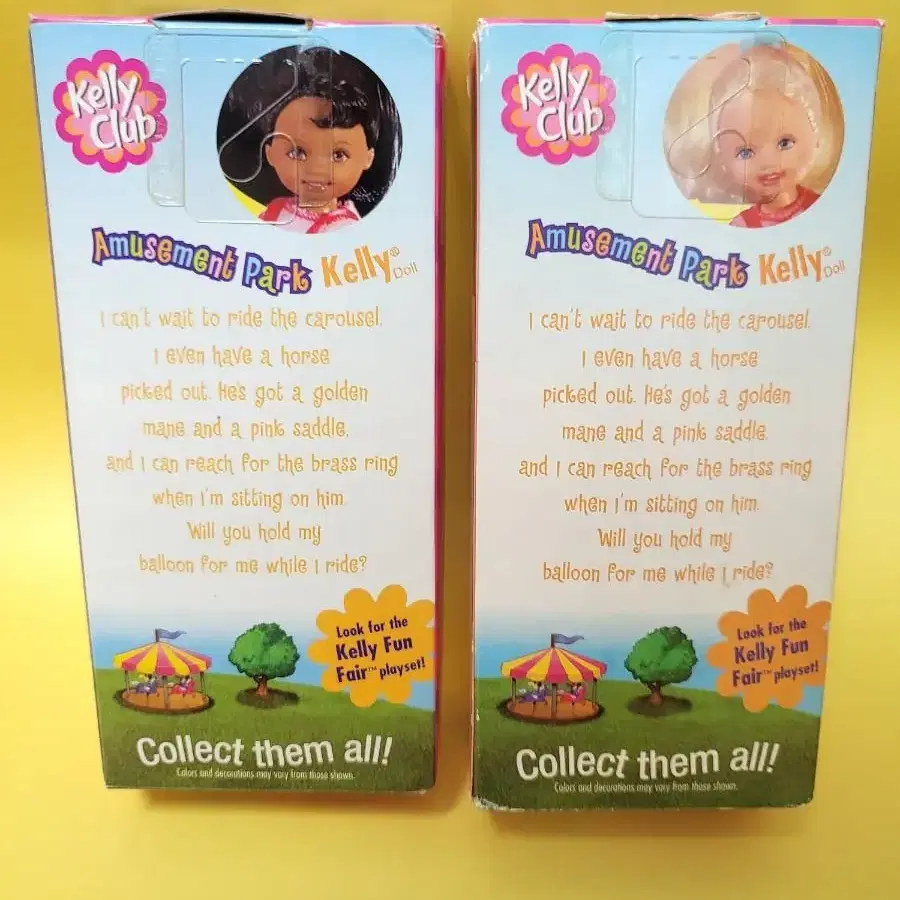 Kelly
Club
Amusement Park Kelly® Doll
I can't wait to ride the carousel.
I even have a horse
picked out. He's got a golden
mane and a pink saddle,
and I can reach for the brass ring
when I'm sitting on him.
Will you hold my
balloon for me while I ride?
Look for the
Kelly Fun
Fair™ playset!
Collect them all!
Colors and decorations may vary from those shown.
Kelly
Club
Amusement Park Kelly® Doll
I can't wait to ride the carousel.
I even have a horse
picked out. He's got a golden
mane and a pink saddle,
and I can reach for the brass ring
when I'm sitting on him.
Will you hold my
balloon for me while I ride?
Look for the
Kelly Fun
Fair™ playset!
Collect them all!
Colors and decorations may vary from those shown.